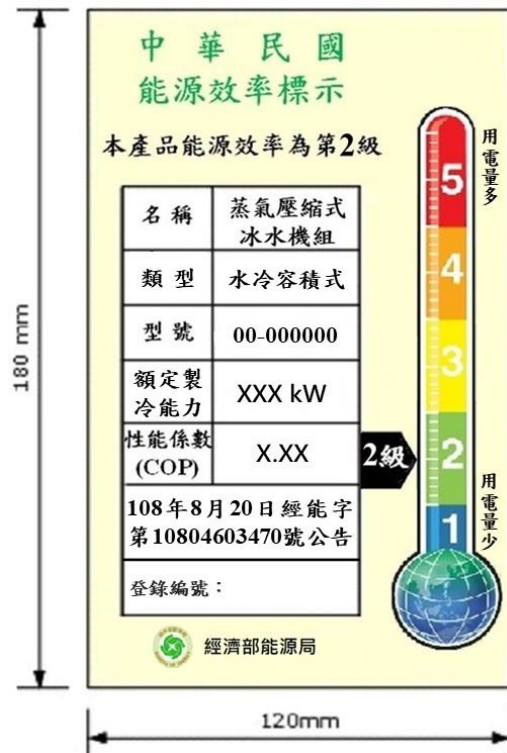 中華民國
能源效率標示
本產品能源效率為第2級
名稱
蒸氣壓縮式
冰水機組
類型
水冷容積式
型號
00-000000
額定製
冷能力
XXX kW
性能係數
(COP)
X.XX
108年8月20日經能字
第10804603470號公告
登錄編號：
經濟部能源局
用電量多
5
4
3
2級
2
1
用電量少
180 mm
120mm